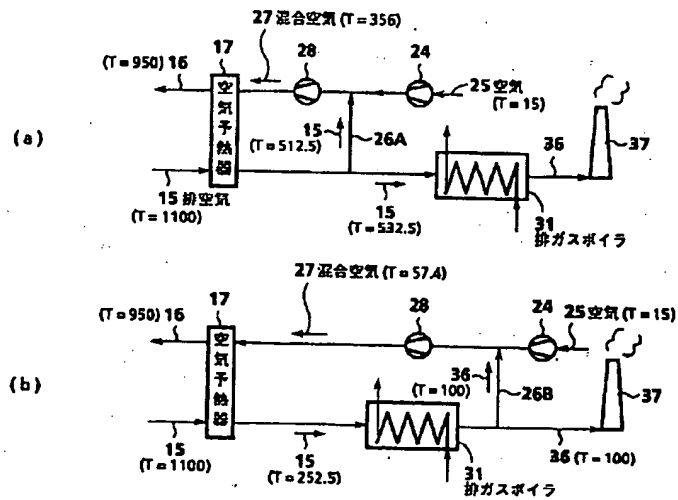 27 混合空気 (T=356)
17
(T=950) 16
28
24
25 空気
(T=15)
空気予熱器
(a)
15
(T=512.5)
26A
36
37
15 排空気
(T=1100)
15
(T=532.5)
31
排ガスボイラ
27 混合空気 (T=57.4)
17
(T=950) 16
28
24
25 空気 (T=15)
空気予熱器
(b)
36
(T=100)
26B
37
15
(T=1100)
15
(T=252.5)
31
排ガスボイラ
36 (T=100)